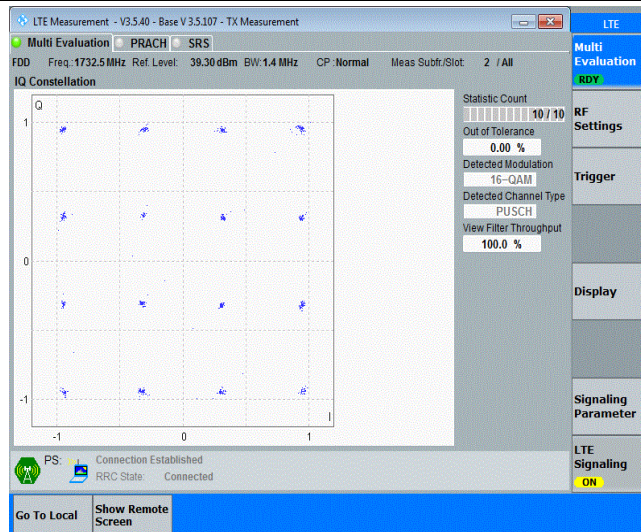 LTE Measurement - V3.5.40 - Base V 3.5.107 - TX Measurement
LTE
Multi Evaluation PRACH SRS
Multi
Evaluation
RDY
FDD Freq.:1732.5 MHz Ref. Level: 39.30 dBm BW:1.4 MHz CP :Normal Meas Subfr./Slot: 2 / All
IQ Constellation
Q
1
0
-1
I
-1 0 1
Statistic Count
10 / 10
Out of Tolerance
0.00 %
Detected Modulation
16-QAM
Detected Channel Type
PUSCH
View Filter Throughput
100.0 %
RF
Settings
Trigger
Display
Signaling
Parameter
LTE
Signaling
ON
PS: Connection Established
RRC State: Connected
Go To Local
Show Remote
Screen